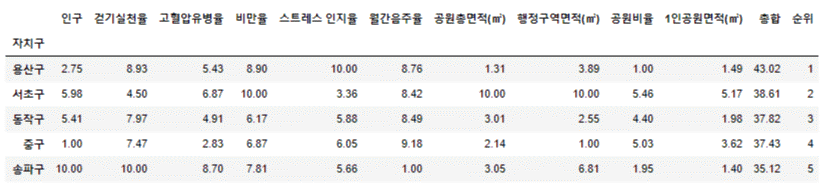 인구 걷기실천율 고혈압유병율 비만율 스트레스 인지율 월간음주율 공원총면적(㎡) 행정구역면적(㎡) 공원비율 1인공원면적(㎡) 총합 순위
자치구
용산구 2.75 8.93 5.43 8.90 10.00 8.76 1.31 3.89 1.00 1.49 43.02 1
서초구 5.98 4.50 6.87 10.00 3.36 8.42 10.00 10.00 5.46 5.17 38.61 2
동작구 5.41 7.97 4.91 6.17 5.88 8.49 3.01 2.55 4.40 1.98 37.82 3
중구 1.00 7.47 2.83 6.87 6.05 9.18 2.14 1.00 5.03 3.62 37.43 4
송파구 10.00 10.00 8.70 7.81 5.66 1.00 3.05 6.81 1.95 1.40 35.12 5